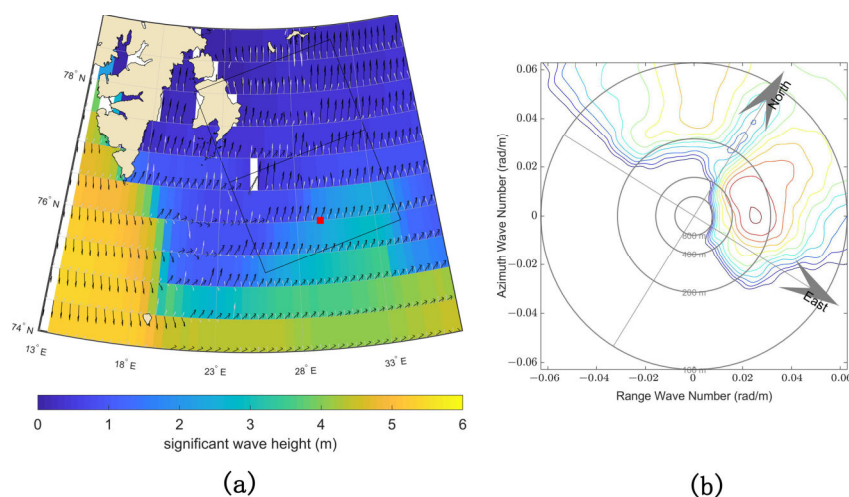 78°N
76°N
74°N
13°E
18°E
23°E
28°E
33°E
0 1 2 3 4 5 6
significant wave height (m)
(a)
0.06
0.04
0.02
0
−0.02
−0.04
−0.06
Azimuth Wave Number (rad/m)
North
East
800 m
400 m
200 m
100 m
−0.06 −0.04 −0.02 0 0.02 0.04 0.06
Range Wave Number (rad/m)
(b)